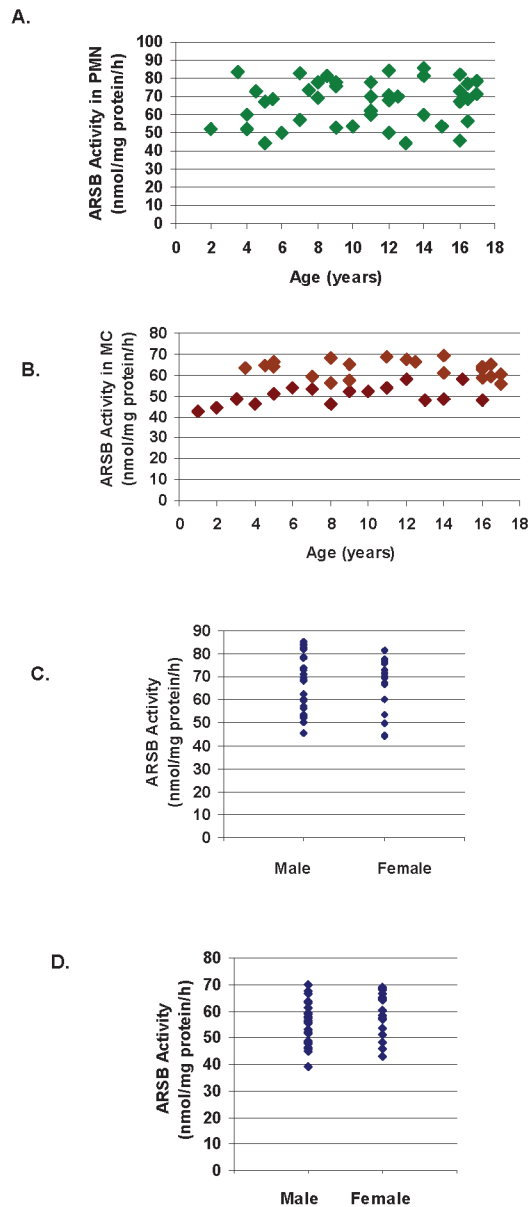 A.
ARSB Activity in PMN
(nmol/mg protein/h)
100
90
80
70
60
50
40
30
20
10
0
0 2 4 6 8 10 12 14 16 18
Age (years)
B.
ARSB Activity in MC
(nmol/mg protein/h)
80
70
60
50
40
30
20
10
0
0 2 4 6 8 10 12 14 16 18
Age (years)
C.
ARSB Activity
(nmol/mg protein/h)
90
80
70
60
50
40
30
20
10
0
Male Female
D.
ARSB Activity
(nmol/mg protein/h)
80
70
60
50
40
30
20
10
0
Male Female